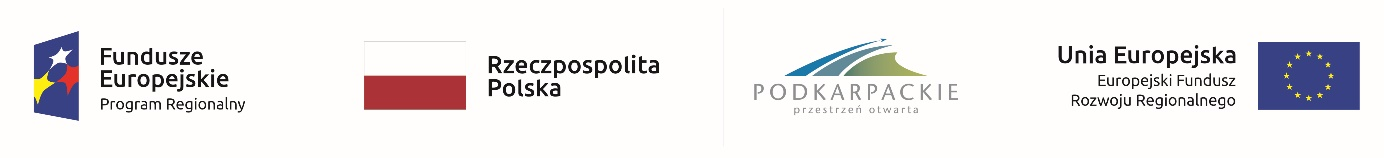 Fundusze
Europejskie
Program Regionalny
Rzeczpospolita
Polska
PODKARPACKIE
przestrzeń otwarta
Unia Europejska
Europejski Fundusz
Rozwoju Regionalnego